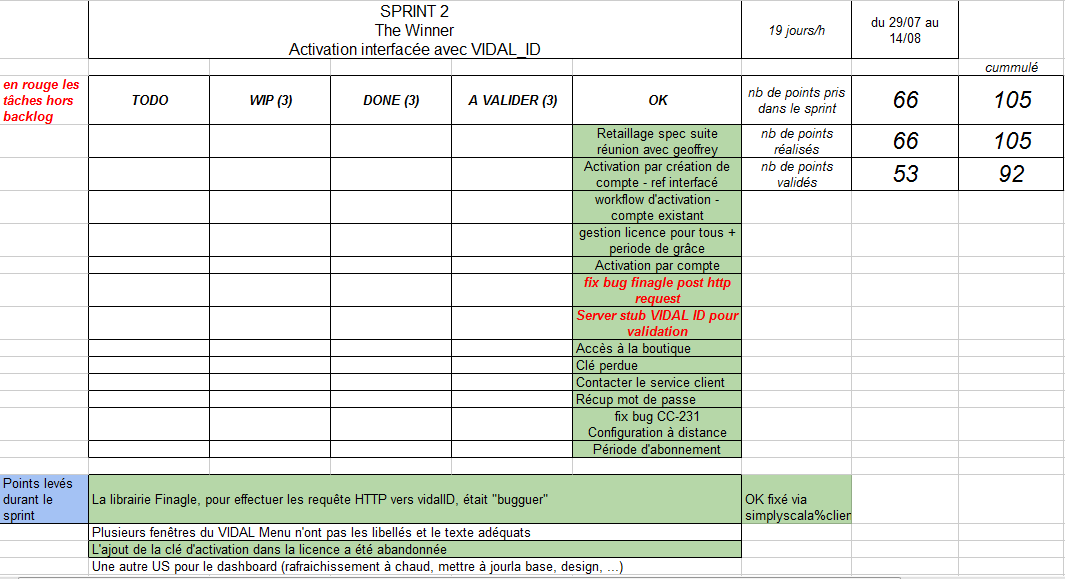 SPRINT 2
The Winner
Activation interfacée avec VIDAL_ID
19 jours/h
du 29/07 au
14/08
cummulé
en rouge les
tâches hors
backlog
TODO
WIP (3)
DONE (3)
A VALIDER (3)
OK
nb de points pris
dans le sprint
66
105
Retaillage spec suite
réunion avec geoffrey
nb de points
réalisés
66
105
Activation par création de
compte - ref interfacé
nb de points
validés
53
92
workflow d'activation -
compte existant
gestion licence pour tous +
periode de grâce
Activation par compte
fix bug finagle post http
request
Server stub VIDAL ID pour
validation
Accès à la boutique
Clé perdue
Contacter le service client
Récup mot de passe
fix bug CC-231
Configuration à distance
Période d'abonnement
Points levés
durant le
sprint
La librairie Finagle, pour effectuer les requête HTTP vers vidalID, était "bugguer"
OK fixé via
simplyscala%clien
Plusieurs fenêtres du VIDAL Menu n'ont pas les libellés et le texte adéquats
L'ajout de la clé d'activation dans la licence a été abandonnée
Une autre US pour le dashboard (rafraichissement à chaud, mettre à jourla base, design, ...)